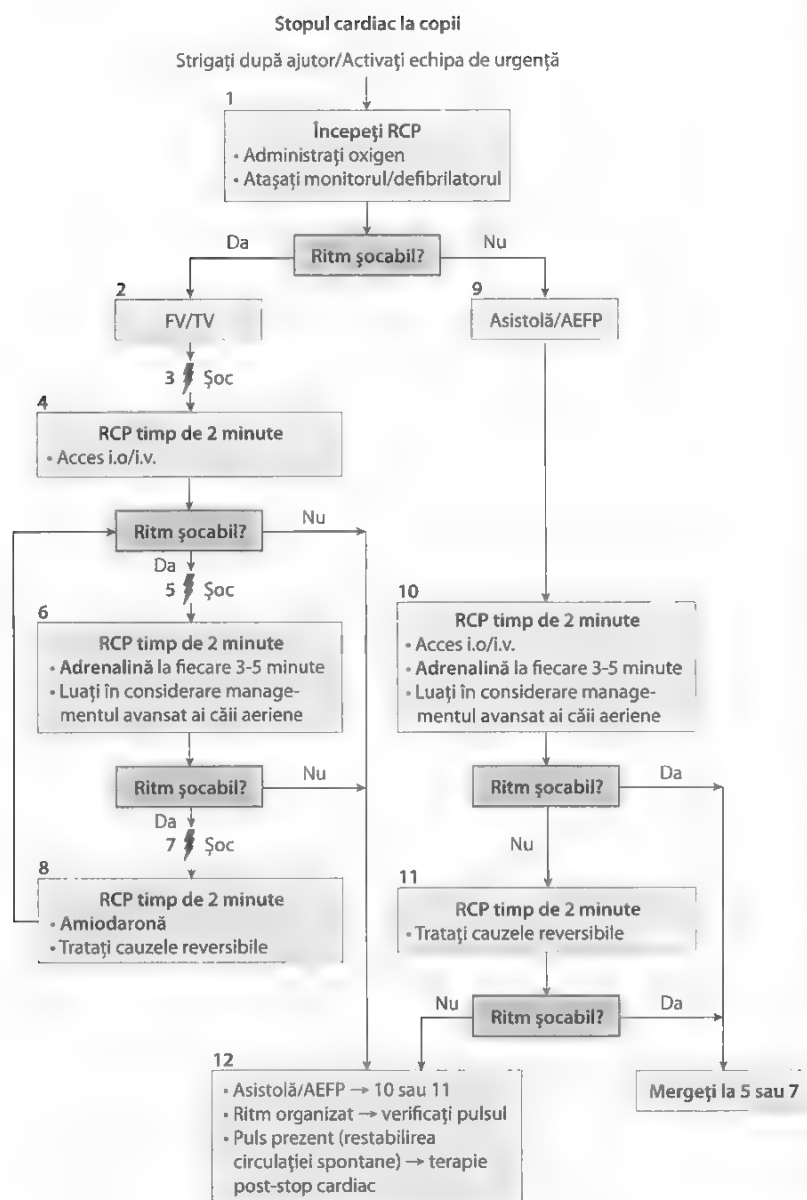 Stopul cardiac la copii
Strigați după ajutor/Activați echipa de urgență
1
Începeți RCP
• Administrați oxigen
• Atașați monitorul/defibrilatorul
Da
Ritm șocabil?
Nu
2
FV/TV
9
Asistolă/AEFP
3 Șoc
4
RCP timp de 2 minute
• Acces i.o/i.v.
Ritm șocabil?
Nu
Da
5 Șoc
6
RCP timp de 2 minute
• Adrenalină la fiecare 3-5 minute
• Luați în considerare manage-
mentul avansat ai căii aeriene
10
RCP timp de 2 minute
• Acces i.o/i.v.
• Adrenalină la fiecare 3-5 minute
• Luați în considerare manage-
mentul avansat ai căii aeriene
Ritm șocabil?
Nu
Da
7 Șoc
Ritm șocabil?
Da
Nu
8
RCP timp de 2 minute
• Amiodaronă
• Tratați cauzele reversibile
11
RCP timp de 2 minute
• Tratați cauzele reversibile
Nu
Ritm șocabil?
Da
12
• Asistolă/AEFP → 10 sau 11
• Ritm organizat → verificați pulsul
• Puls prezent (restabilirea
circulației spontane) → terapie
post-stop cardiac
Mergeți la 5 sau 7